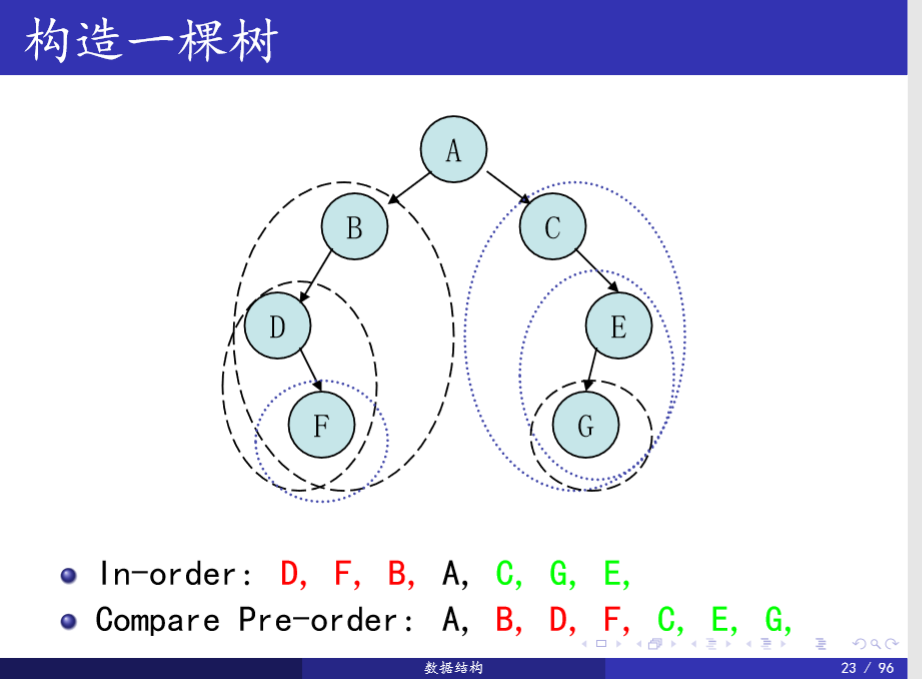 构造一棵树
A
B
C
D
E
F
G
In-order: D, F, B, A, C, G, E,
Compare Pre-order: A, B, D, F, C, E, G,
数据结构
23 / 96